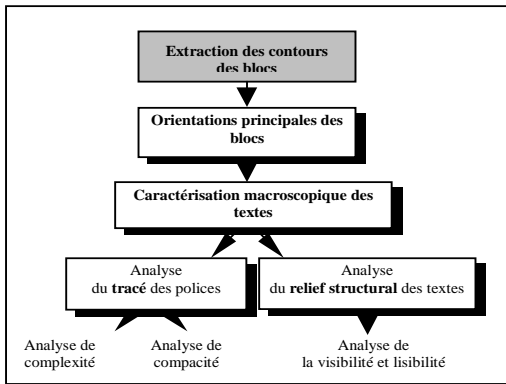 Extraction des contours
des blocs
Orientations principales des
blocs
Caractérisation macroscopique des
textes
Analyse
du tracé des polices
Analyse
du relief structural des textes
Analyse de
complexité
Analyse de
compacité
Analyse de
la visibilité et lisibilité